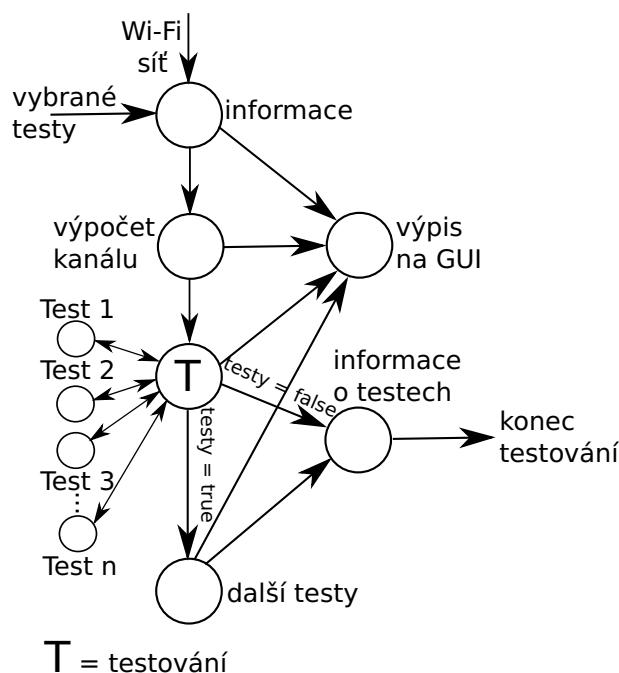 Wi-Fi
síť
vybrané
testy
informace
výpočet
kanálu
výpis
na GUI
Test 1
Test 2
Test 3
Test n
T
testy = false
testy = true
informace
o testech
konec
testování
další testy
T = testování